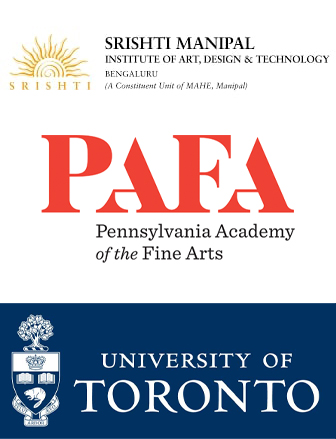 SRISHTI
SRISHTI MANIPAL
INSTITUTE OF ART, DESIGN & TECHNOLOGY
BENGALURU
(A Constituent Unit of MAHE, Manipal)
PAFA
Pennsylvania Academy
of the Fine Arts
UNIVERSITY OF
TORONTO